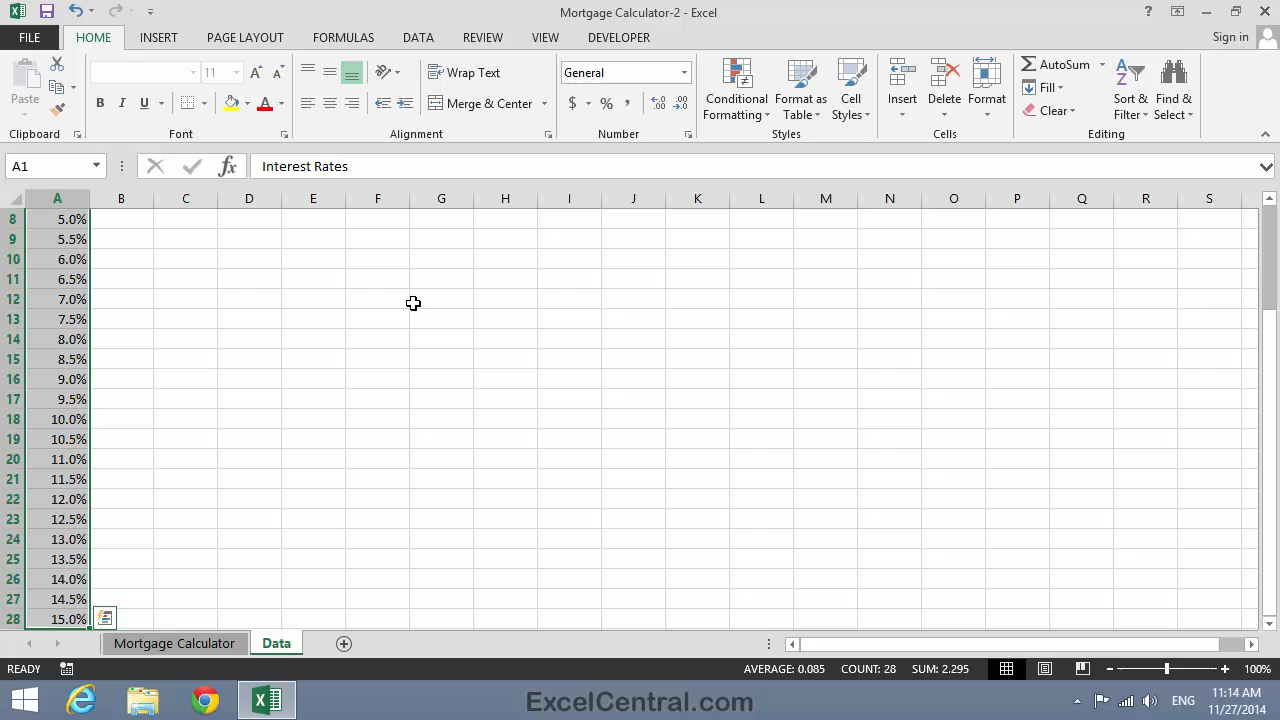 Mortgage Calculator-2 - Excel
?
FILE HOME INSERT PAGE LAYOUT FORMULAS DATA REVIEW VIEW DEVELOPER Sign in
Paste
11 A A
B I U A
Wrap Text
Merge & Center
General
$ % ,
Conditional Formatting
Format as Table
Cell Styles
Insert Delete Format
AutoSum
Fill
Clear
Sort & Filter
Find & Select
Clipboard Font Alignment Number Styles Cells Editing
A1 fx Interest Rates
A B C D E F G H I J K L M N O P Q R S
8 5.0%
9 5.5%
10 6.0%
11 6.5%
12 7.0%
13 7.5%
14 8.0%
15 8.5%
16 9.0%
17 9.5%
18 10.0%
19 10.5%
20 11.0%
21 11.5%
22 12.0%
23 12.5%
24 13.0%
25 13.5%
26 14.0%
27 14.5%
28 15.0%
Mortgage Calculator Data
READY AVERAGE: 0.085 COUNT: 28 SUM: 2.295 100%
ExcelCentral.com
ENG
11:14 AM
11/27/2014